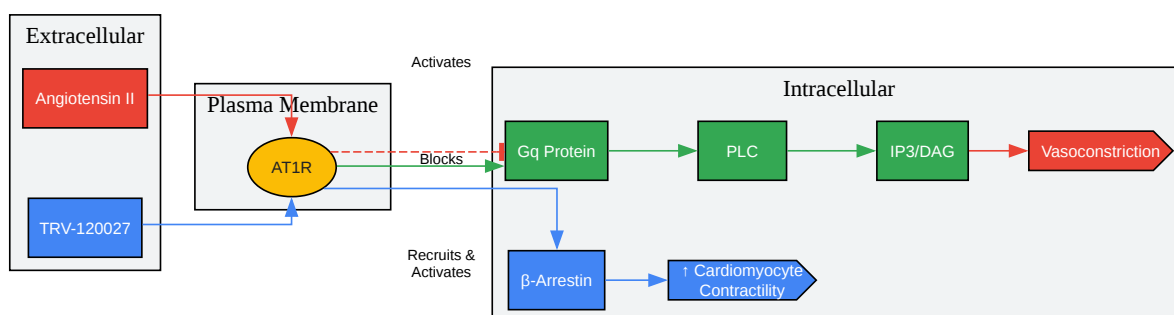 Extracellular
Angiotensin II
TRV-120027
Plasma Membrane
AT1R
Activates
Blocks
Recruits &
Activates
Intracellular
Gq Protein
PLC
IP3/DAG
Vasoconstriction
β-Arrestin
↑ Cardiomyocyte
Contractility